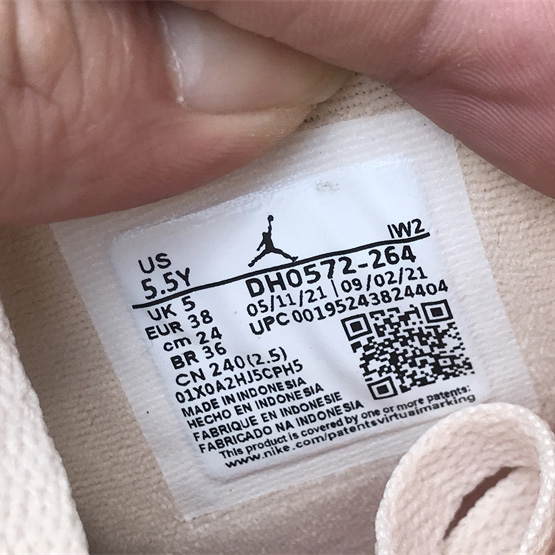 IW2
US
5.5Y
UK 5
EUR 38
cm 24
BR 36
CN 240(2.5)
DH0572-264
05/11/21 | 09/02/21
UPC 00195243824404
01X0A2HJ5CPH5
MADE IN INDONESIA
HECHO EN INDONESIA
FABRIQUE EN INDONESIE
FABRICADO NA INDONESIA
This product is covered by one or more patents:
www.nike.com/patentsvirtualmarking